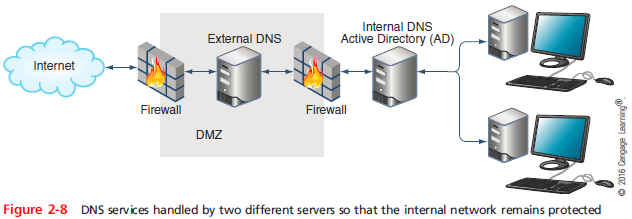 Internet
Firewall
External DNS
DMZ
Firewall
Internal DNS
Active Directory (AD)
© 2016 Cengage Learning®.
Figure 2-8 DNS services handled by two different servers so that the internal network remains protected